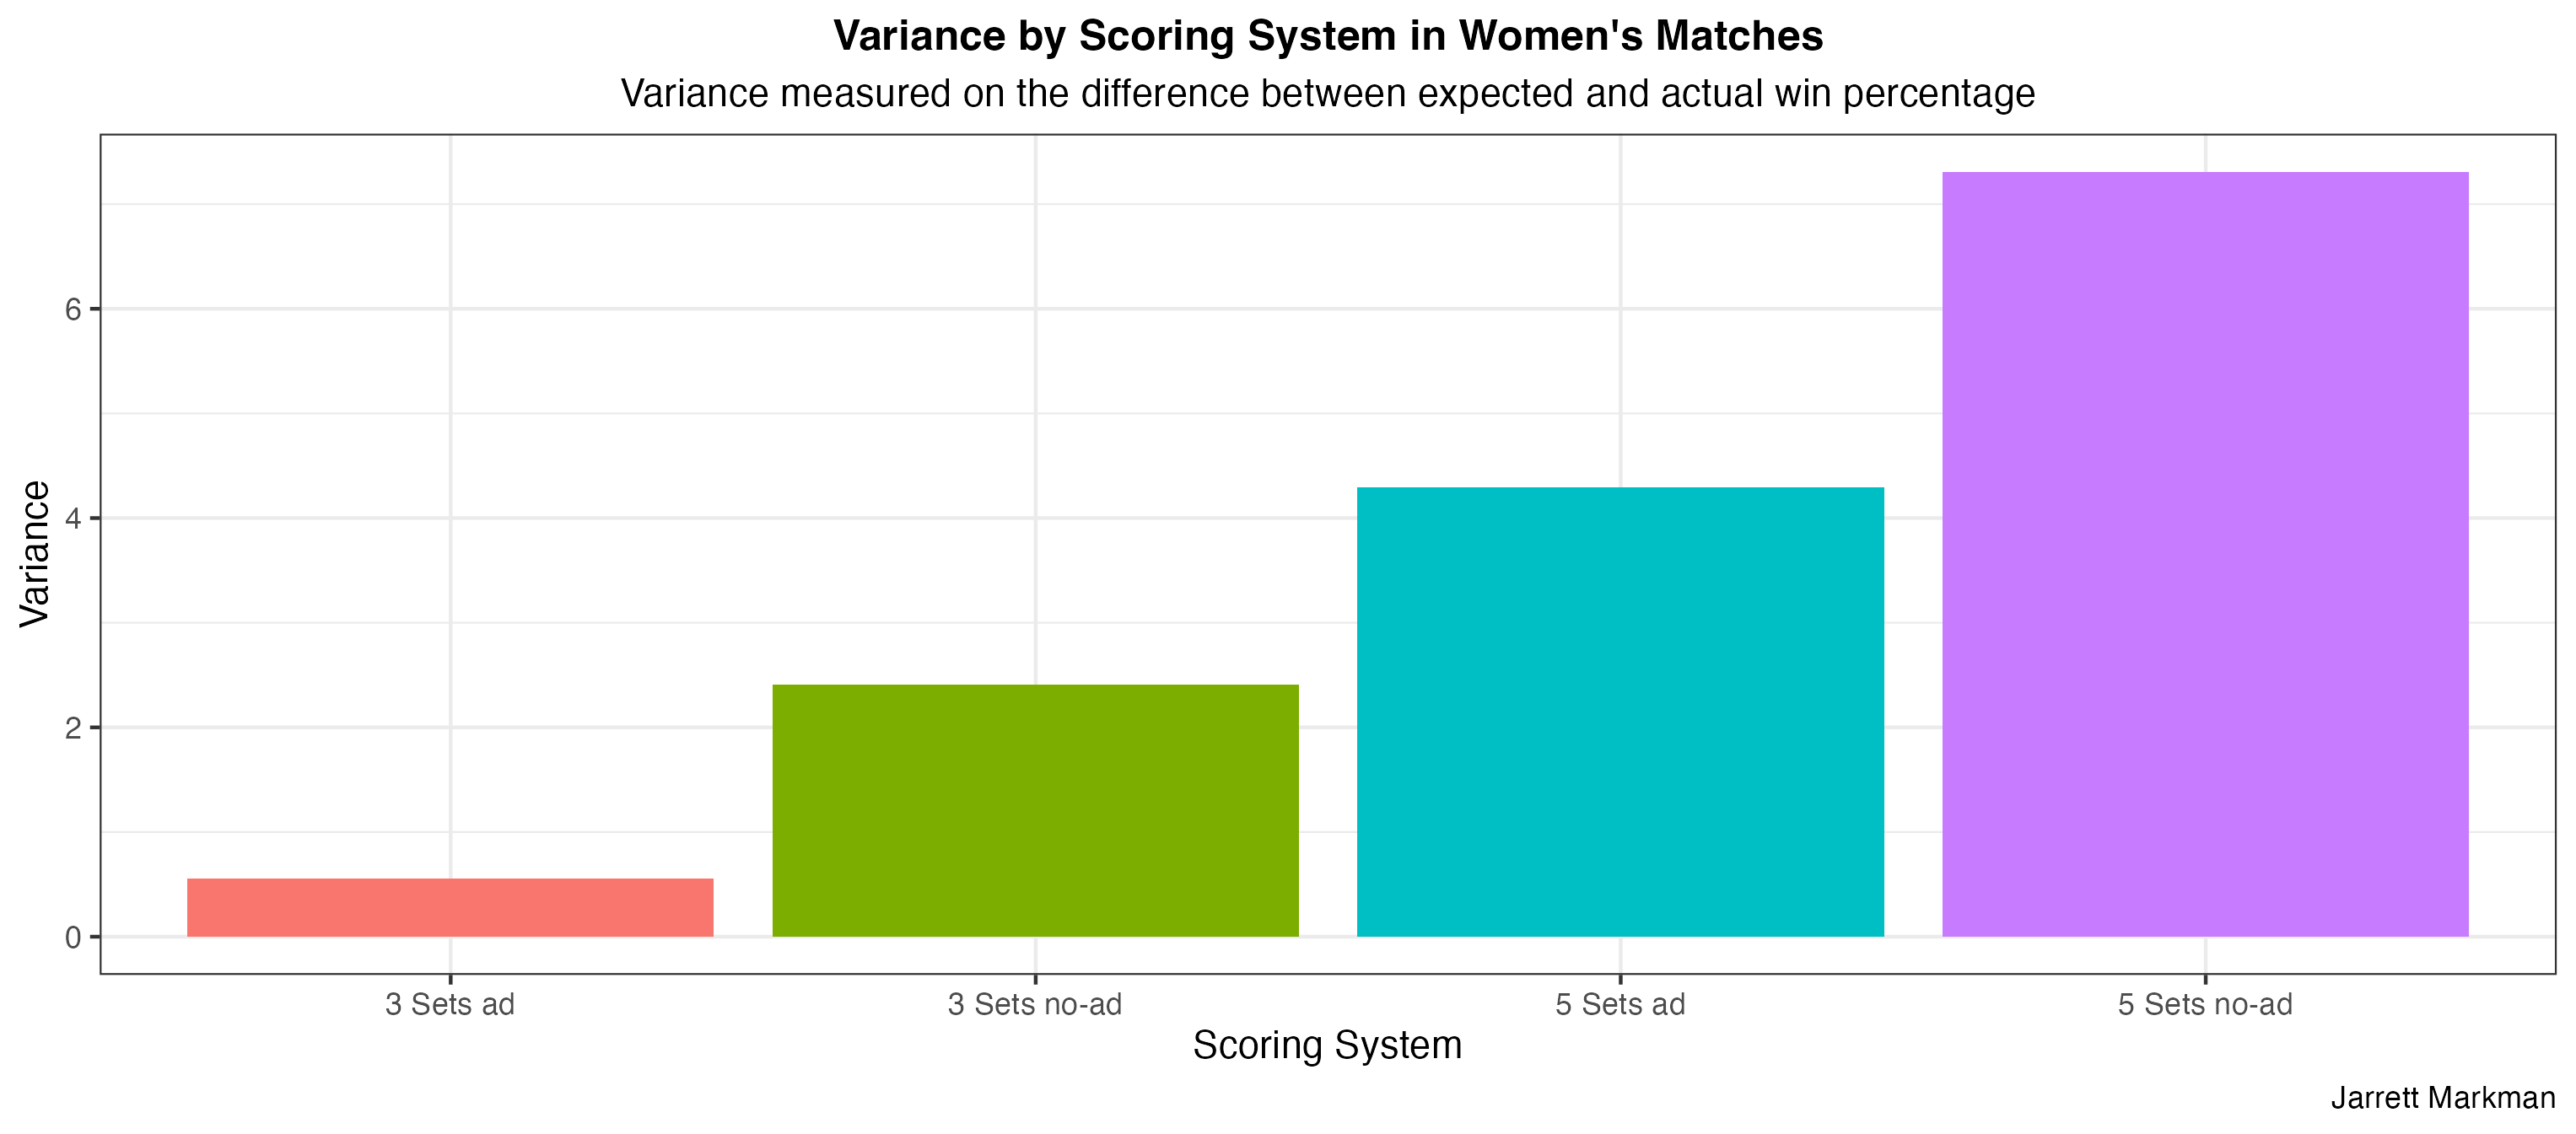 Variance by Scoring System in Women's Matches
Variance measured on the difference between expected and actual win percentage
Variance
6
4
2
0
3 Sets ad
3 Sets no-ad
5 Sets ad
5 Sets no-ad
Scoring System
Jarrett Markman